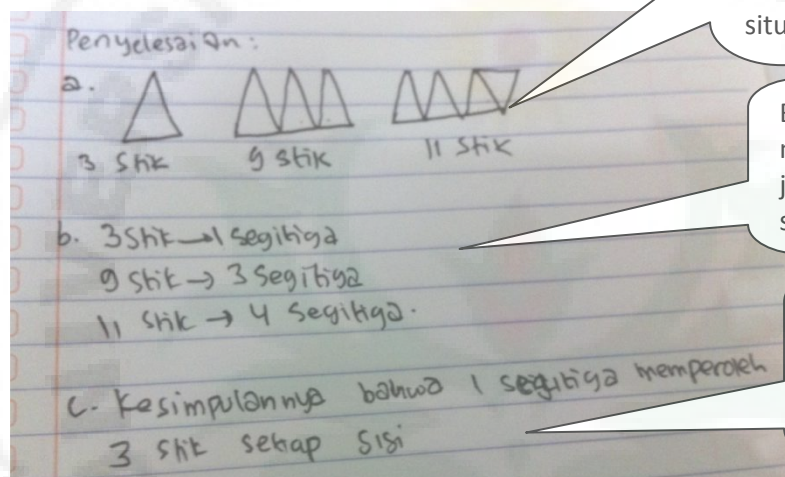 Penyelesaian :
a.
3 Stik 9 stik 11 stik
b. 3 Stik → 1 segitiga
9 stik → 3 Segitiga
11 stik → 4 Segitiga.
C. Kesimpulannya bahwa 1 segitiga memperoleh
3 stik setiap sisi
situ